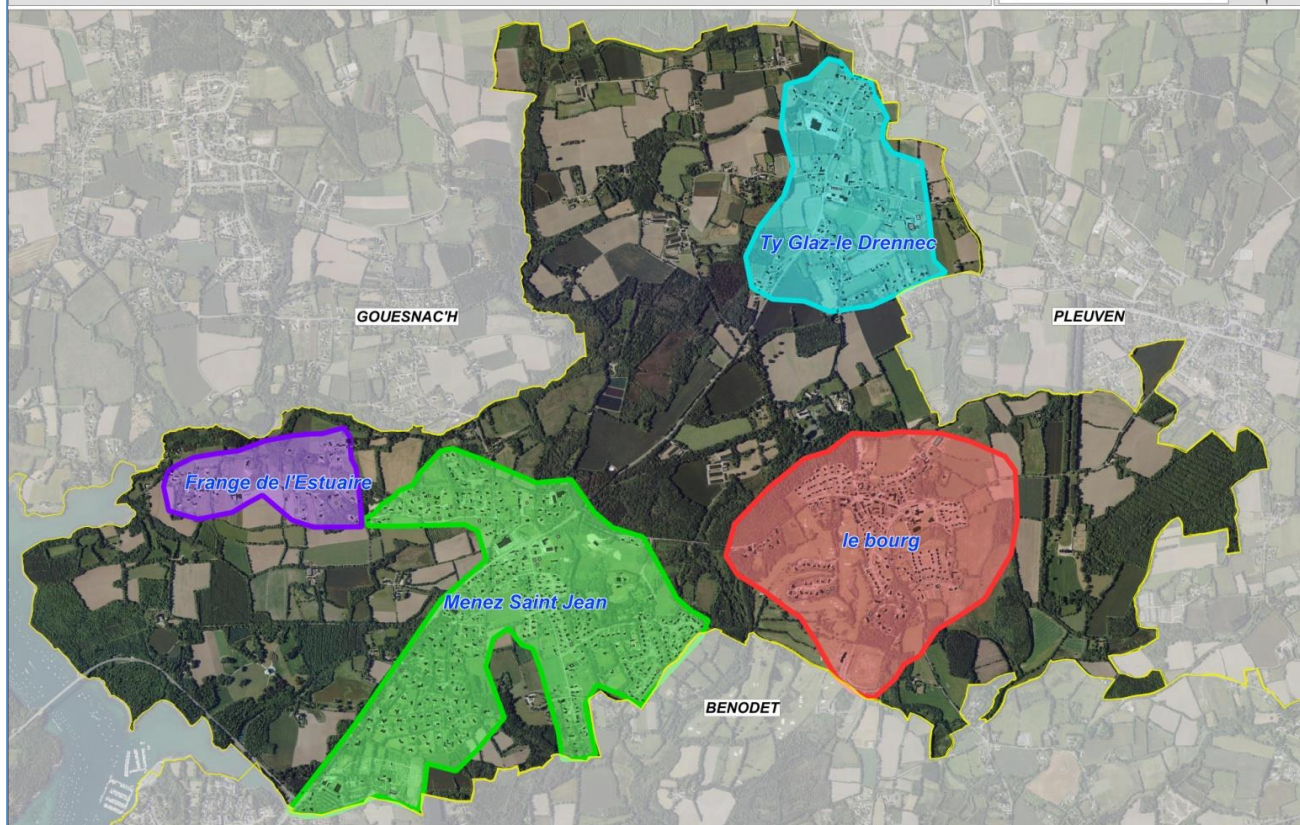 Ty Glaz-le Drennec
GOUESNAC'H
PLEUVEN
Frange de l'Estuaire
le bourg
Menez Saint Jean
BENODET